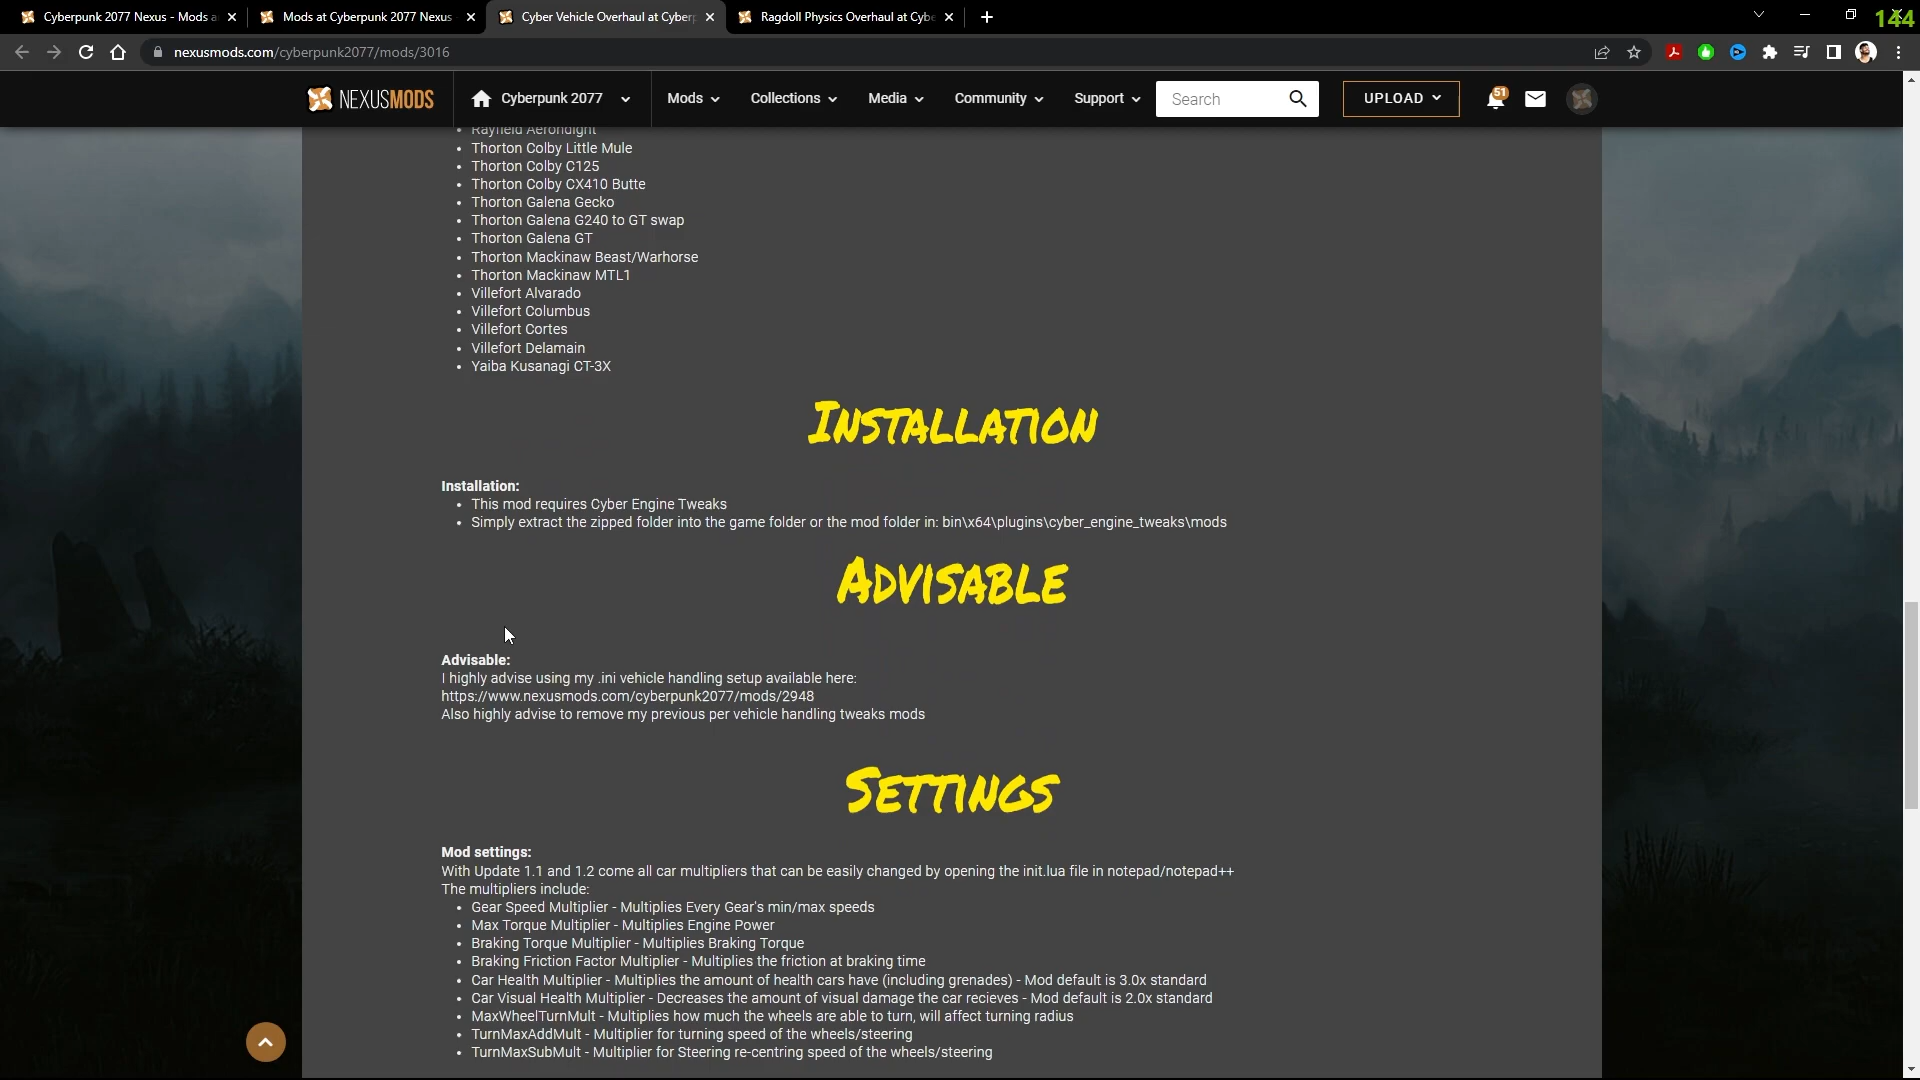 Cyberpunk 2077 Nexus - Mods a
Mods at Cyberpunk 2077 Nexus
Cyber Vehicle Overhaul at Cyberp
Ragdoll Physics Overhaul at Cybe
144
nexusmods.com/cyberpunk2077/mods/3016
NEXUSMODS
Cyberpunk 2077
Mods
Collections
Media
Community
Support
Search
UPLOAD
51
• Rayfield Aerondight
• Thorton Colby Little Mule
• Thorton Colby C125
• Thorton Colby CX410 Butte
• Thorton Galena Gecko
• Thorton Galena G240 to GT swap
• Thorton Galena GT
• Thorton Mackinaw Beast/Warhorse
• Thorton Mackinaw MTL1
• Villefort Alvarado
• Villefort Columbus
• Villefort Cortes
• Villefort Delamain
• Yaiba Kusanagi CT-3X
INSTALLATION
Installation:
• This mod requires Cyber Engine Tweaks
• Simply extract the zipped folder into the game folder or the mod folder in: bin\x64\plugins\cyber_engine_tweaks\mods
ADVISABLE
Advisable:
I highly advise using my .ini vehicle handling setup available here:
https://www.nexusmods.com/cyberpunk2077/mods/2948
Also highly advise to remove my previous per vehicle handling tweaks mods
SETTINGS
Mod settings:
With Update 1.1 and 1.2 come all car multipliers that can be easily changed by opening the init.lua file in notepad/notepad++
The multipliers include:
• Gear Speed Multiplier - Multiplies Every Gear's min/max speeds
• Max Torque Multiplier - Multiplies Engine Power
• Braking Torque Multiplier - Multiplies Braking Torque
• Braking Friction Factor Multiplier - Multiplies the friction at braking time
• Car Health Multiplier - Multiplies the amount of health cars have (including grenades) - Mod default is 3.0x standard
• Car Visual Health Multiplier - Decreases the amount of visual damage the car recieves - Mod default is 2.0x standard
• MaxWheelTurnMult - Multiplies how much the wheels are able to turn, will affect turning radius
• TurnMaxAddMult - Multiplier for turning speed of the wheels/steering
• TurnMaxSubMult - Multiplier for Steering re-centring speed of the wheels/steering